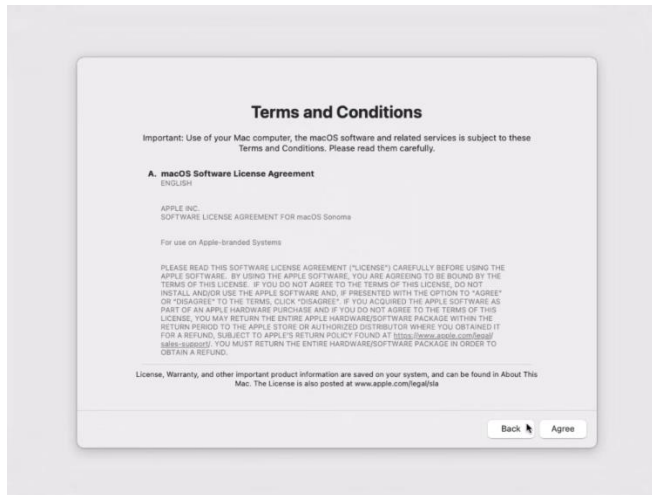 Terms and Conditions
Important: Use of your Mac computer, the macOS software and related services is subject to these
Terms and Conditions. Please read them carefully.
A. macOS Software License Agreement
ENGLISH
APPLE INC.
SOFTWARE LICENSE AGREEMENT FOR macOS Sonoma
For use on Apple-branded Systems
PLEASE READ THIS SOFTWARE LICENSE AGREEMENT ("LICENSE") CAREFULLY BEFORE USING THE
APPLE SOFTWARE. BY USING THE APPLE SOFTWARE, YOU ARE AGREEING TO BE BOUND BY THE
TERMS OF THIS LICENSE. IF YOU DO NOT AGREE TO THE TERMS OF THIS LICENSE, DO NOT
INSTALL AND/OR USE THE APPLE SOFTWARE AND, IF PRESENTED WITH THE OPTION TO "AGREE"
OR "DISAGREE" TO THE TERMS, CLICK "DISAGREE". IF YOU ACQUIRED THE APPLE SOFTWARE AS
PART OF AN APPLE HARDWARE PURCHASE AND IF YOU DO NOT AGREE TO THE TERMS OF THIS
LICENSE, YOU MAY RETURN THE ENTIRE APPLE HARDWARE/SOFTWARE PACKAGE WITHIN THE
RETURN PERIOD TO THE APPLE STORE OR AUTHORIZED DISTRIBUTOR WHERE YOU OBTAINED IT
FOR A REFUND, SUBJECT TO APPLE'S RETURN POLICY FOUND AT https://www.apple.com/legal/
sales-support/. YOU MUST RETURN THE ENTIRE HARDWARE/SOFTWARE PACKAGE IN ORDER TO
OBTAIN A REFUND.
License, Warranty, and other important product information are saved on your system, and can be found in About This
Mac. The License is also posted at www.apple.com/legal/sla
Back
Agree